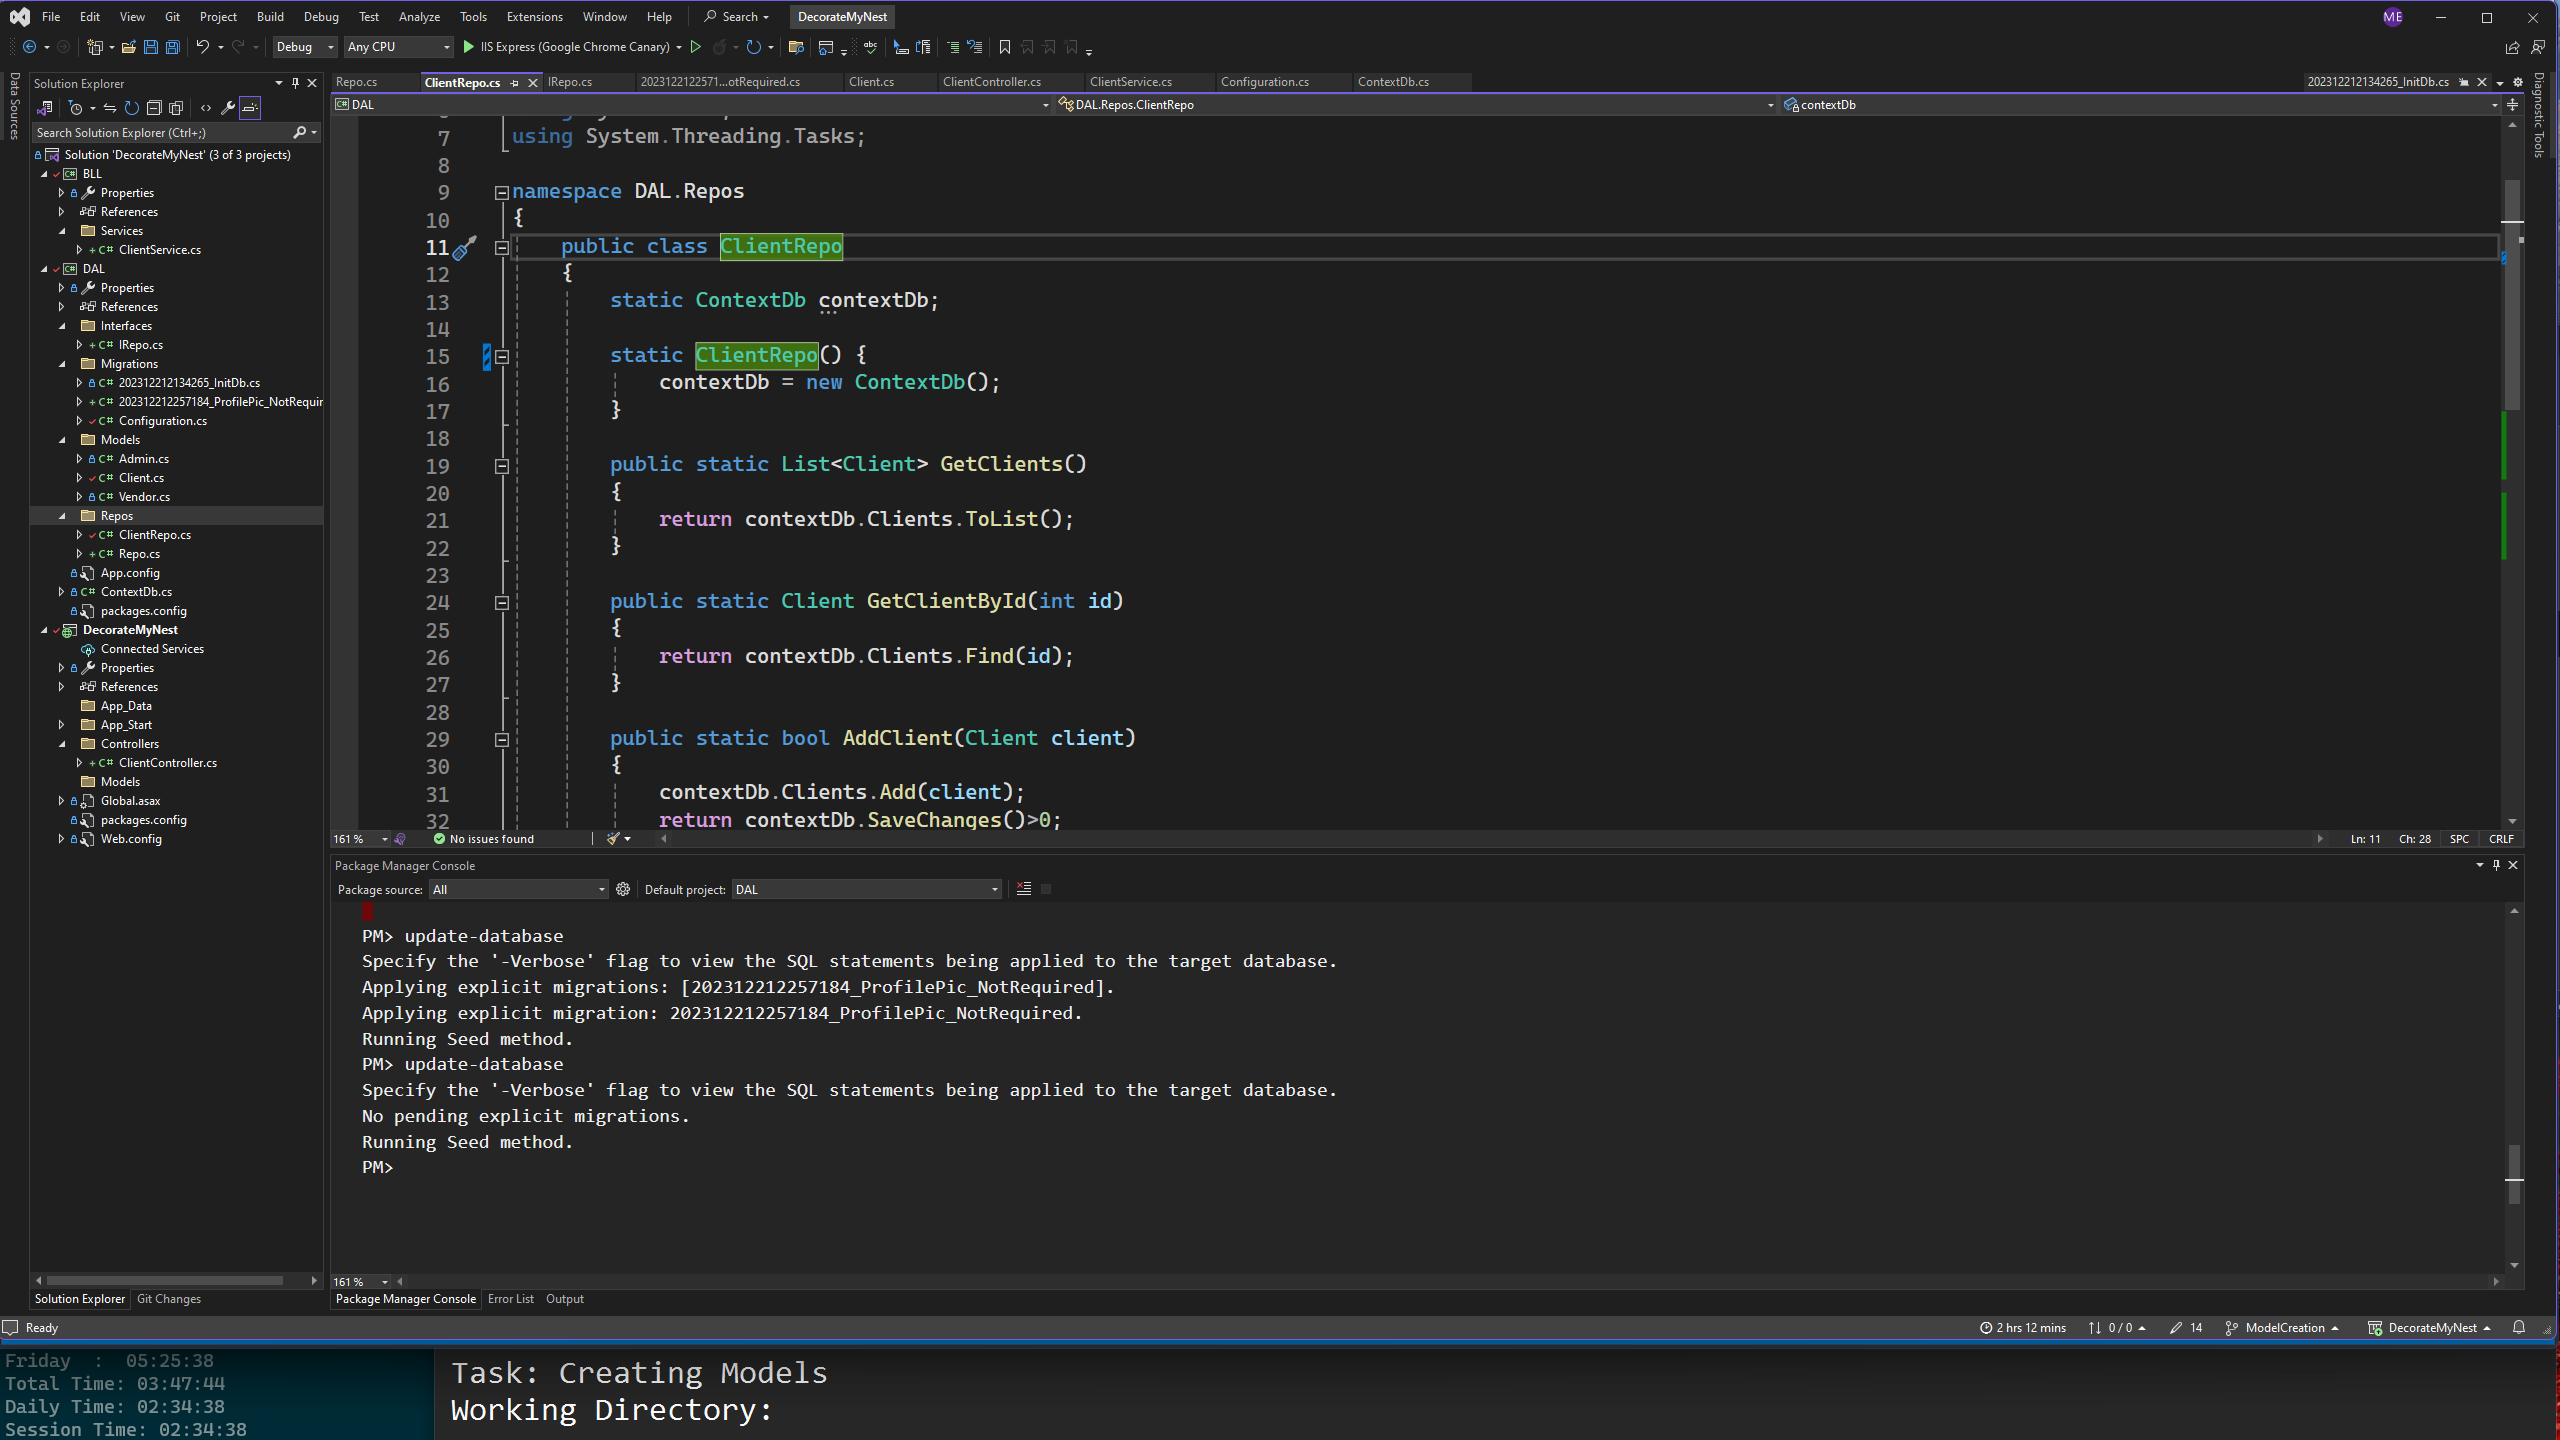 File Edit View Git Project Build Debug Test Analyze Tools Extensions Window Help Search DecorateMyNest ME
Debug Any CPU IIS Express (Google Chrome Canary)
Data Sources
Solution Explorer
Search Solution Explorer (Ctrl+;)
Solution 'DecorateMyNest' (3 of 3 projects)
BLL
Properties
References
Services
C# ClientService.cs
DAL
Properties
References
Interfaces
C# IRepo.cs
Migrations
C# 202312212134265_InitDb.cs
C# 202312212257184_ProfilePic_NotRequir
C# Configuration.cs
Models
C# Admin.cs
C# Client.cs
C# Vendor.cs
Repos
C# ClientRepo.cs
C# Repo.cs
App.config
C# ContextDb.cs
packages.config
DecorateMyNest
Connected Services
Properties
References
App_Data
App_Start
Controllers
C# ClientController.cs
Models
Global.asax
packages.config
Web.config
Solution Explorer Git Changes
Repo.cs ClientRepo.cs IRepo.cs 2023122122571...otRequired.cs Client.cs ClientController.cs ClientService.cs Configuration.cs ContextDb.cs 202312212134265_InitDb.cs
DAL DAL.Repos.ClientRepo contextDb
Diagnostic Tools
7 using System.Threading.Tasks;
8
9 namespace DAL.Repos
10 {
11 public class ClientRepo
12 {
13 static ContextDb contextDb;
14
15 static ClientRepo() {
16 contextDb = new ContextDb();
17 }
18
19 public static List<Client> GetClients()
20 {
21 return contextDb.Clients.ToList();
22 }
23
24 public static Client GetClientById(int id)
25 {
26 return contextDb.Clients.Find(id);
27 }
28
29 public static bool AddClient(Client client)
30 {
31 contextDb.Clients.Add(client);
32 return contextDb.SaveChanges()>0;
161 % No issues found Ln: 11 Ch: 28 SPC CRLF
Package Manager Console
Package source: All Default project: DAL
PM> update-database
Specify the '-Verbose' flag to view the SQL statements being applied to the target database.
Applying explicit migrations: [202312212257184_ProfilePic_NotRequired].
Applying explicit migration: 202312212257184_ProfilePic_NotRequired.
Running Seed method.
PM> update-database
Specify the '-Verbose' flag to view the SQL statements being applied to the target database.
No pending explicit migrations.
Running Seed method.
PM>
161 %
Package Manager Console Error List Output
Ready 2 hrs 12 mins 0 / 0 14 ModelCreation DecorateMyNest
Friday : 05:25:38
Total Time: 03:47:44
Daily Time: 02:34:38
Session Time: 02:34:38
Task: Creating Models
Working Directory: